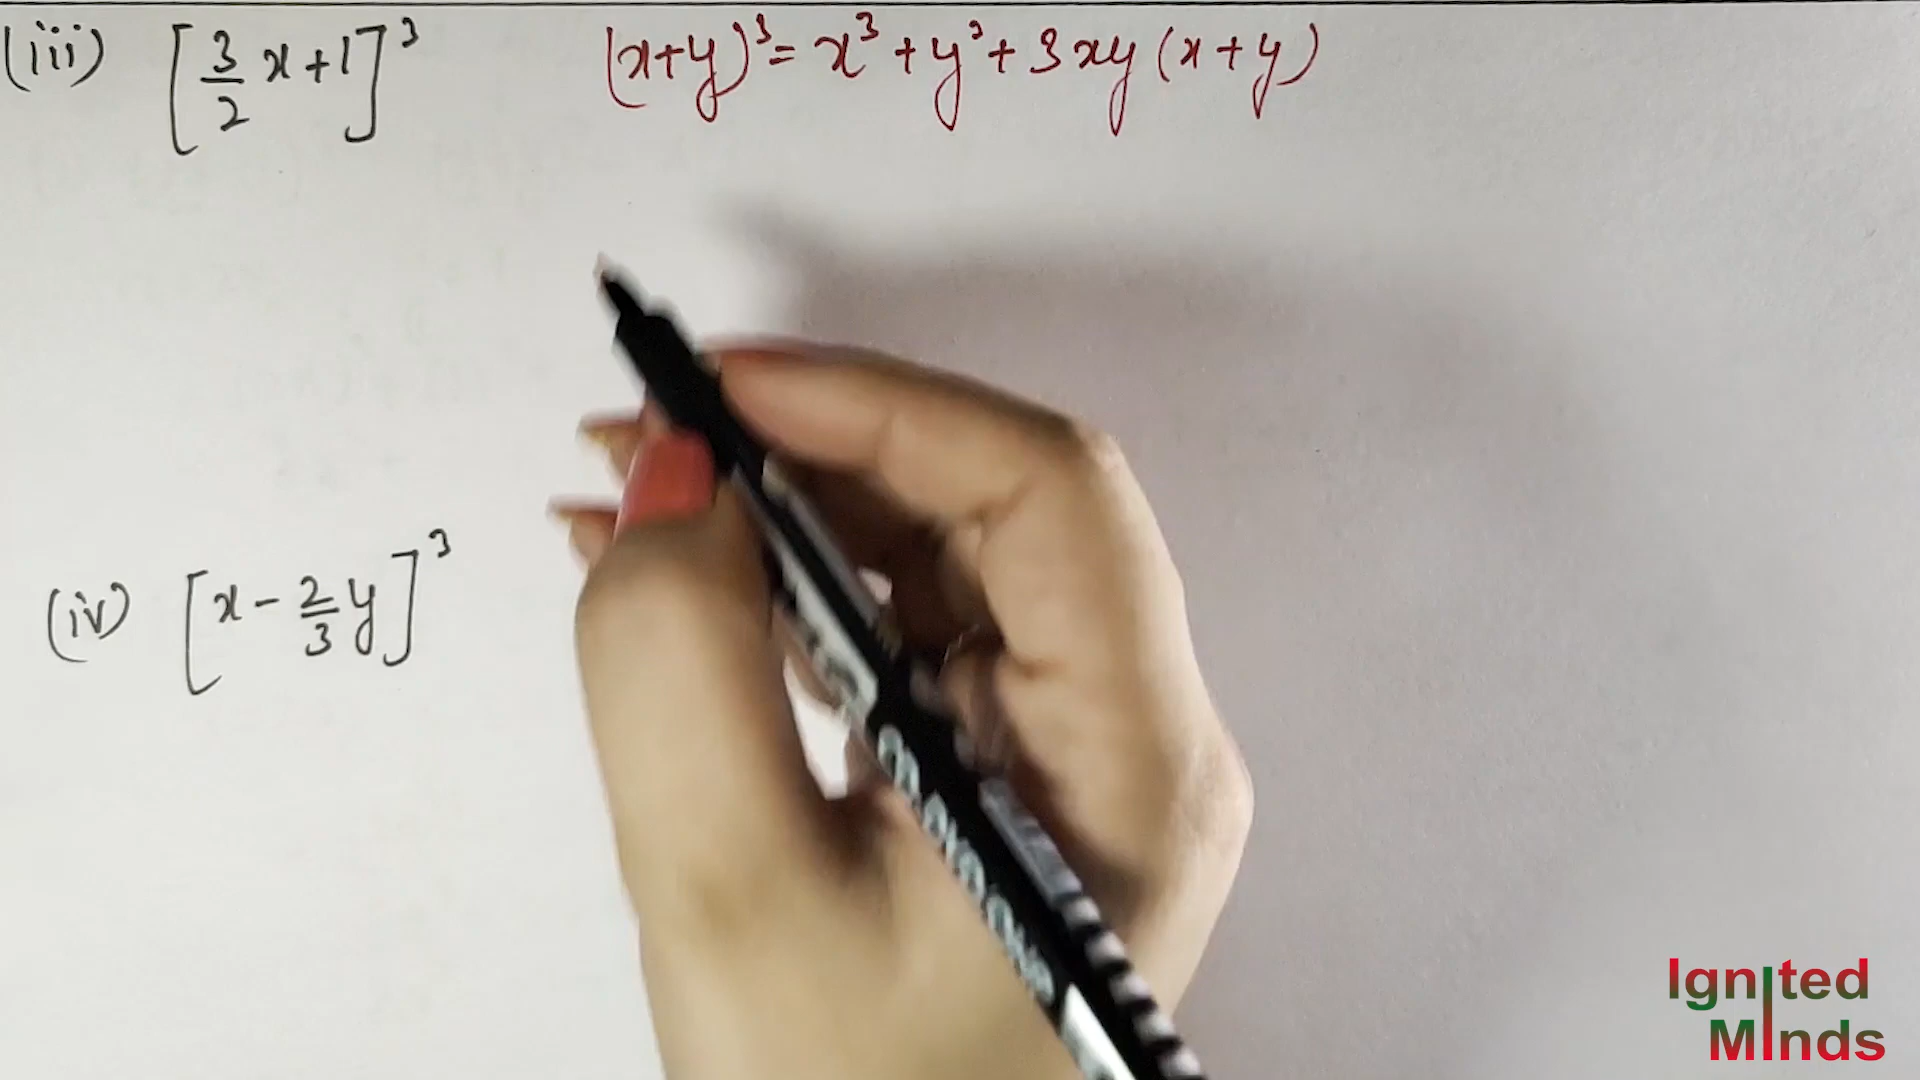 (iii) [3/2 x+1]³ (x+y)³ = x³ + y³ + 3xy (x+y)
(iv) [x - 2/3 y]³
Ignited
Minds